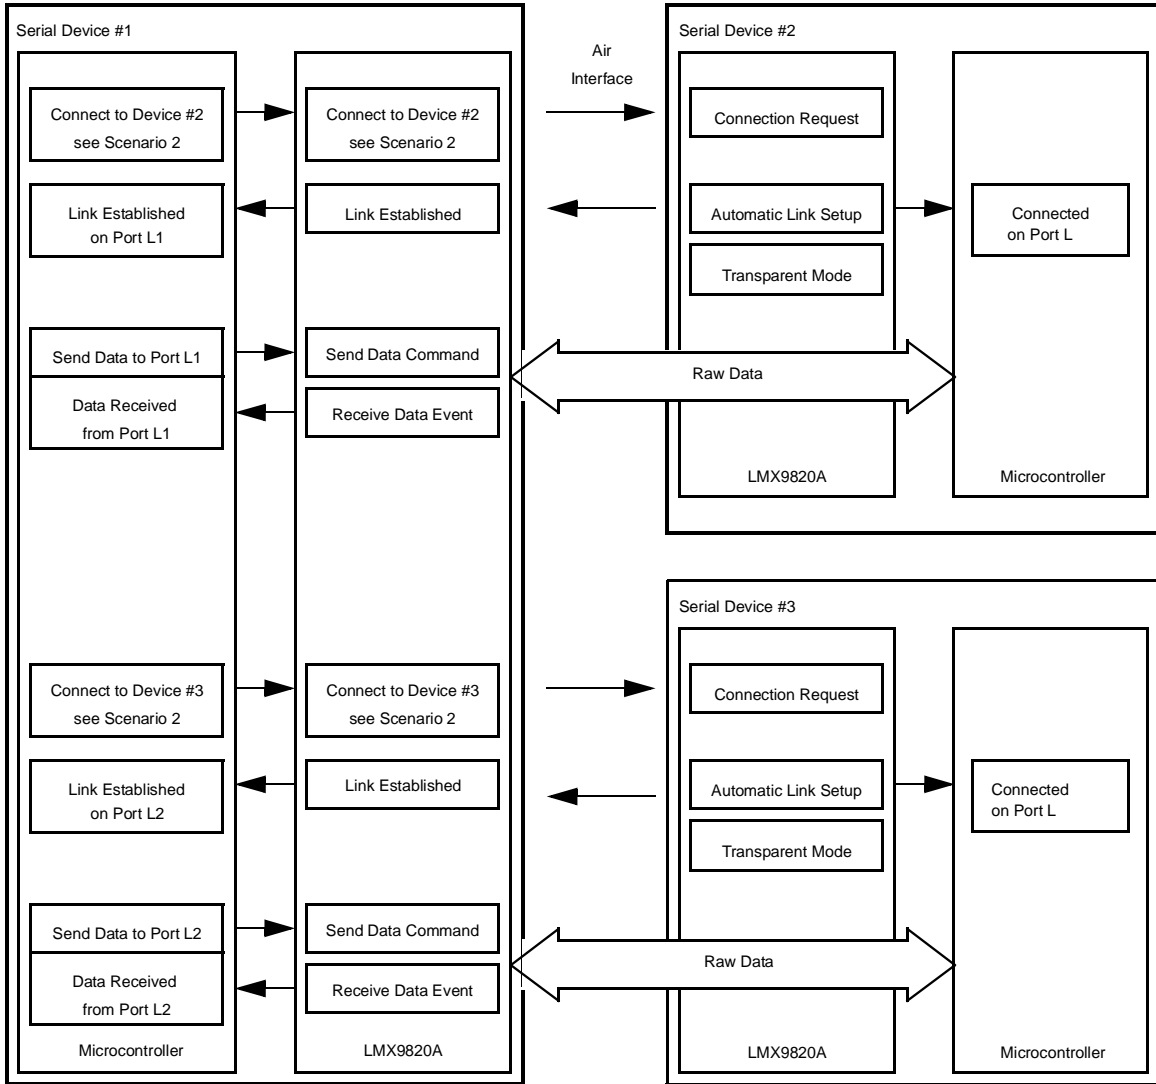 Serial Device #1
Connect to Device #2
see Scenario 2
Link Established
on Port L1
Send Data to Port L1
Data Received
from Port L1
Connect to Device #3
see Scenario 2
Link Established
on Port L2
Send Data to Port L2
Data Received
from Port L2
Microcontroller
Connect to Device #2
see Scenario 2
Link Established
Send Data Command
Receive Data Event
Connect to Device #3
see Scenario 2
Link Established
Send Data Command
Receive Data Event
LMX9820A
Air
Interface
Serial Device #2
Connection Request
Automatic Link Setup
Transparent Mode
Raw Data
LMX9820A
Connected
on Port L
Microcontroller
Serial Device #3
Connection Request
Automatic Link Setup
Transparent Mode
Raw Data
LMX9820A
Connected
on Port L
Microcontroller